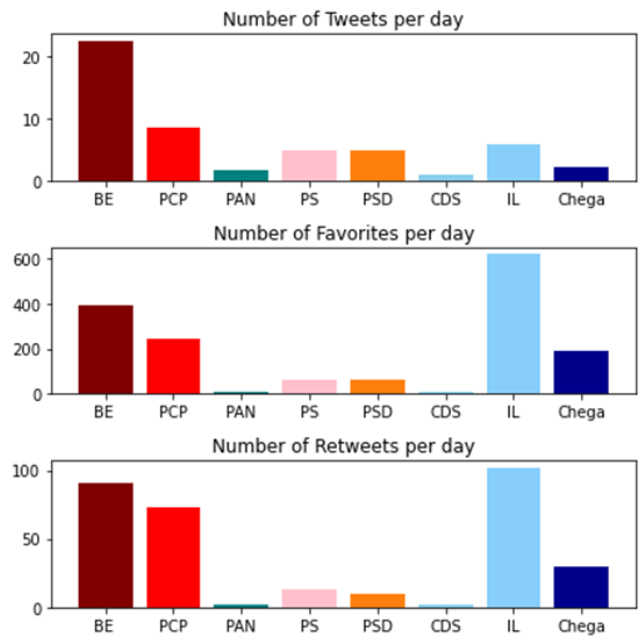 Number of Tweets per day
20
10
0
BE PCP PAN PS PSD CDS IL Chega
Number of Favorites per day
600
400
200
0
BE PCP PAN PS PSD CDS IL Chega
Number of Retweets per day
100
50
0
BE PCP PAN PS PSD CDS IL Chega